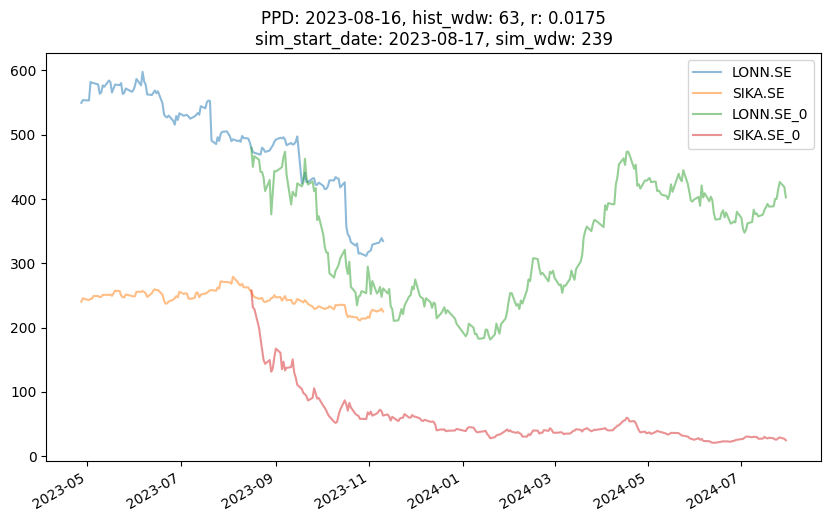 PPD: 2023-08-16, hist_wdw: 63, r: 0.0175
sim_start_date: 2023-08-17, sim_wdw: 239
LONN.SE
SIKA.SE
LONN.SE_0
SIKA.SE_0
600
500
400
300
200
100
0
2023-05
2023-07
2023-09
2023-11
2024-01
2024-03
2024-05
2024-07